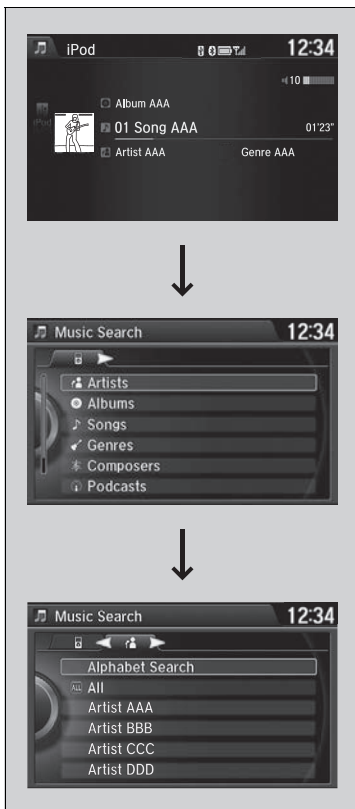 iPod 12:34
10
Album AAA
01 Song AAA 01'23"
Artist AAA Genre AAA
Music Search 12:34
Artists
Albums
Songs
Genres
Composers
Podcasts
Music Search 12:34
Alphabet Search
ALL All
Artist AAA
Artist BBB
Artist CCC
Artist DDD